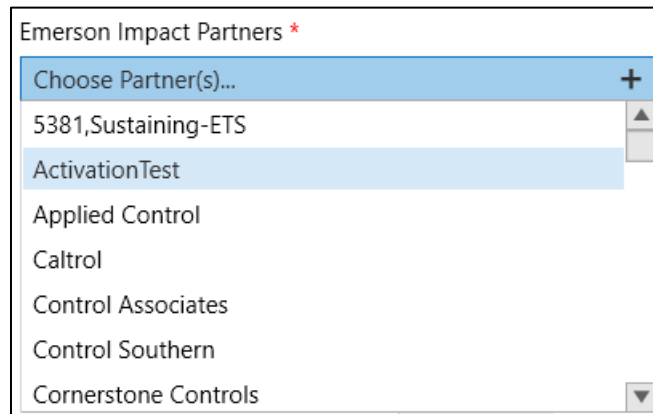 Emerson Impact Partners *
Choose Partner(s)... +
5381,Sustaining-ETS
ActivationTest
Applied Control
Caltrol
Control Associates
Control Southern
Cornerstone Controls